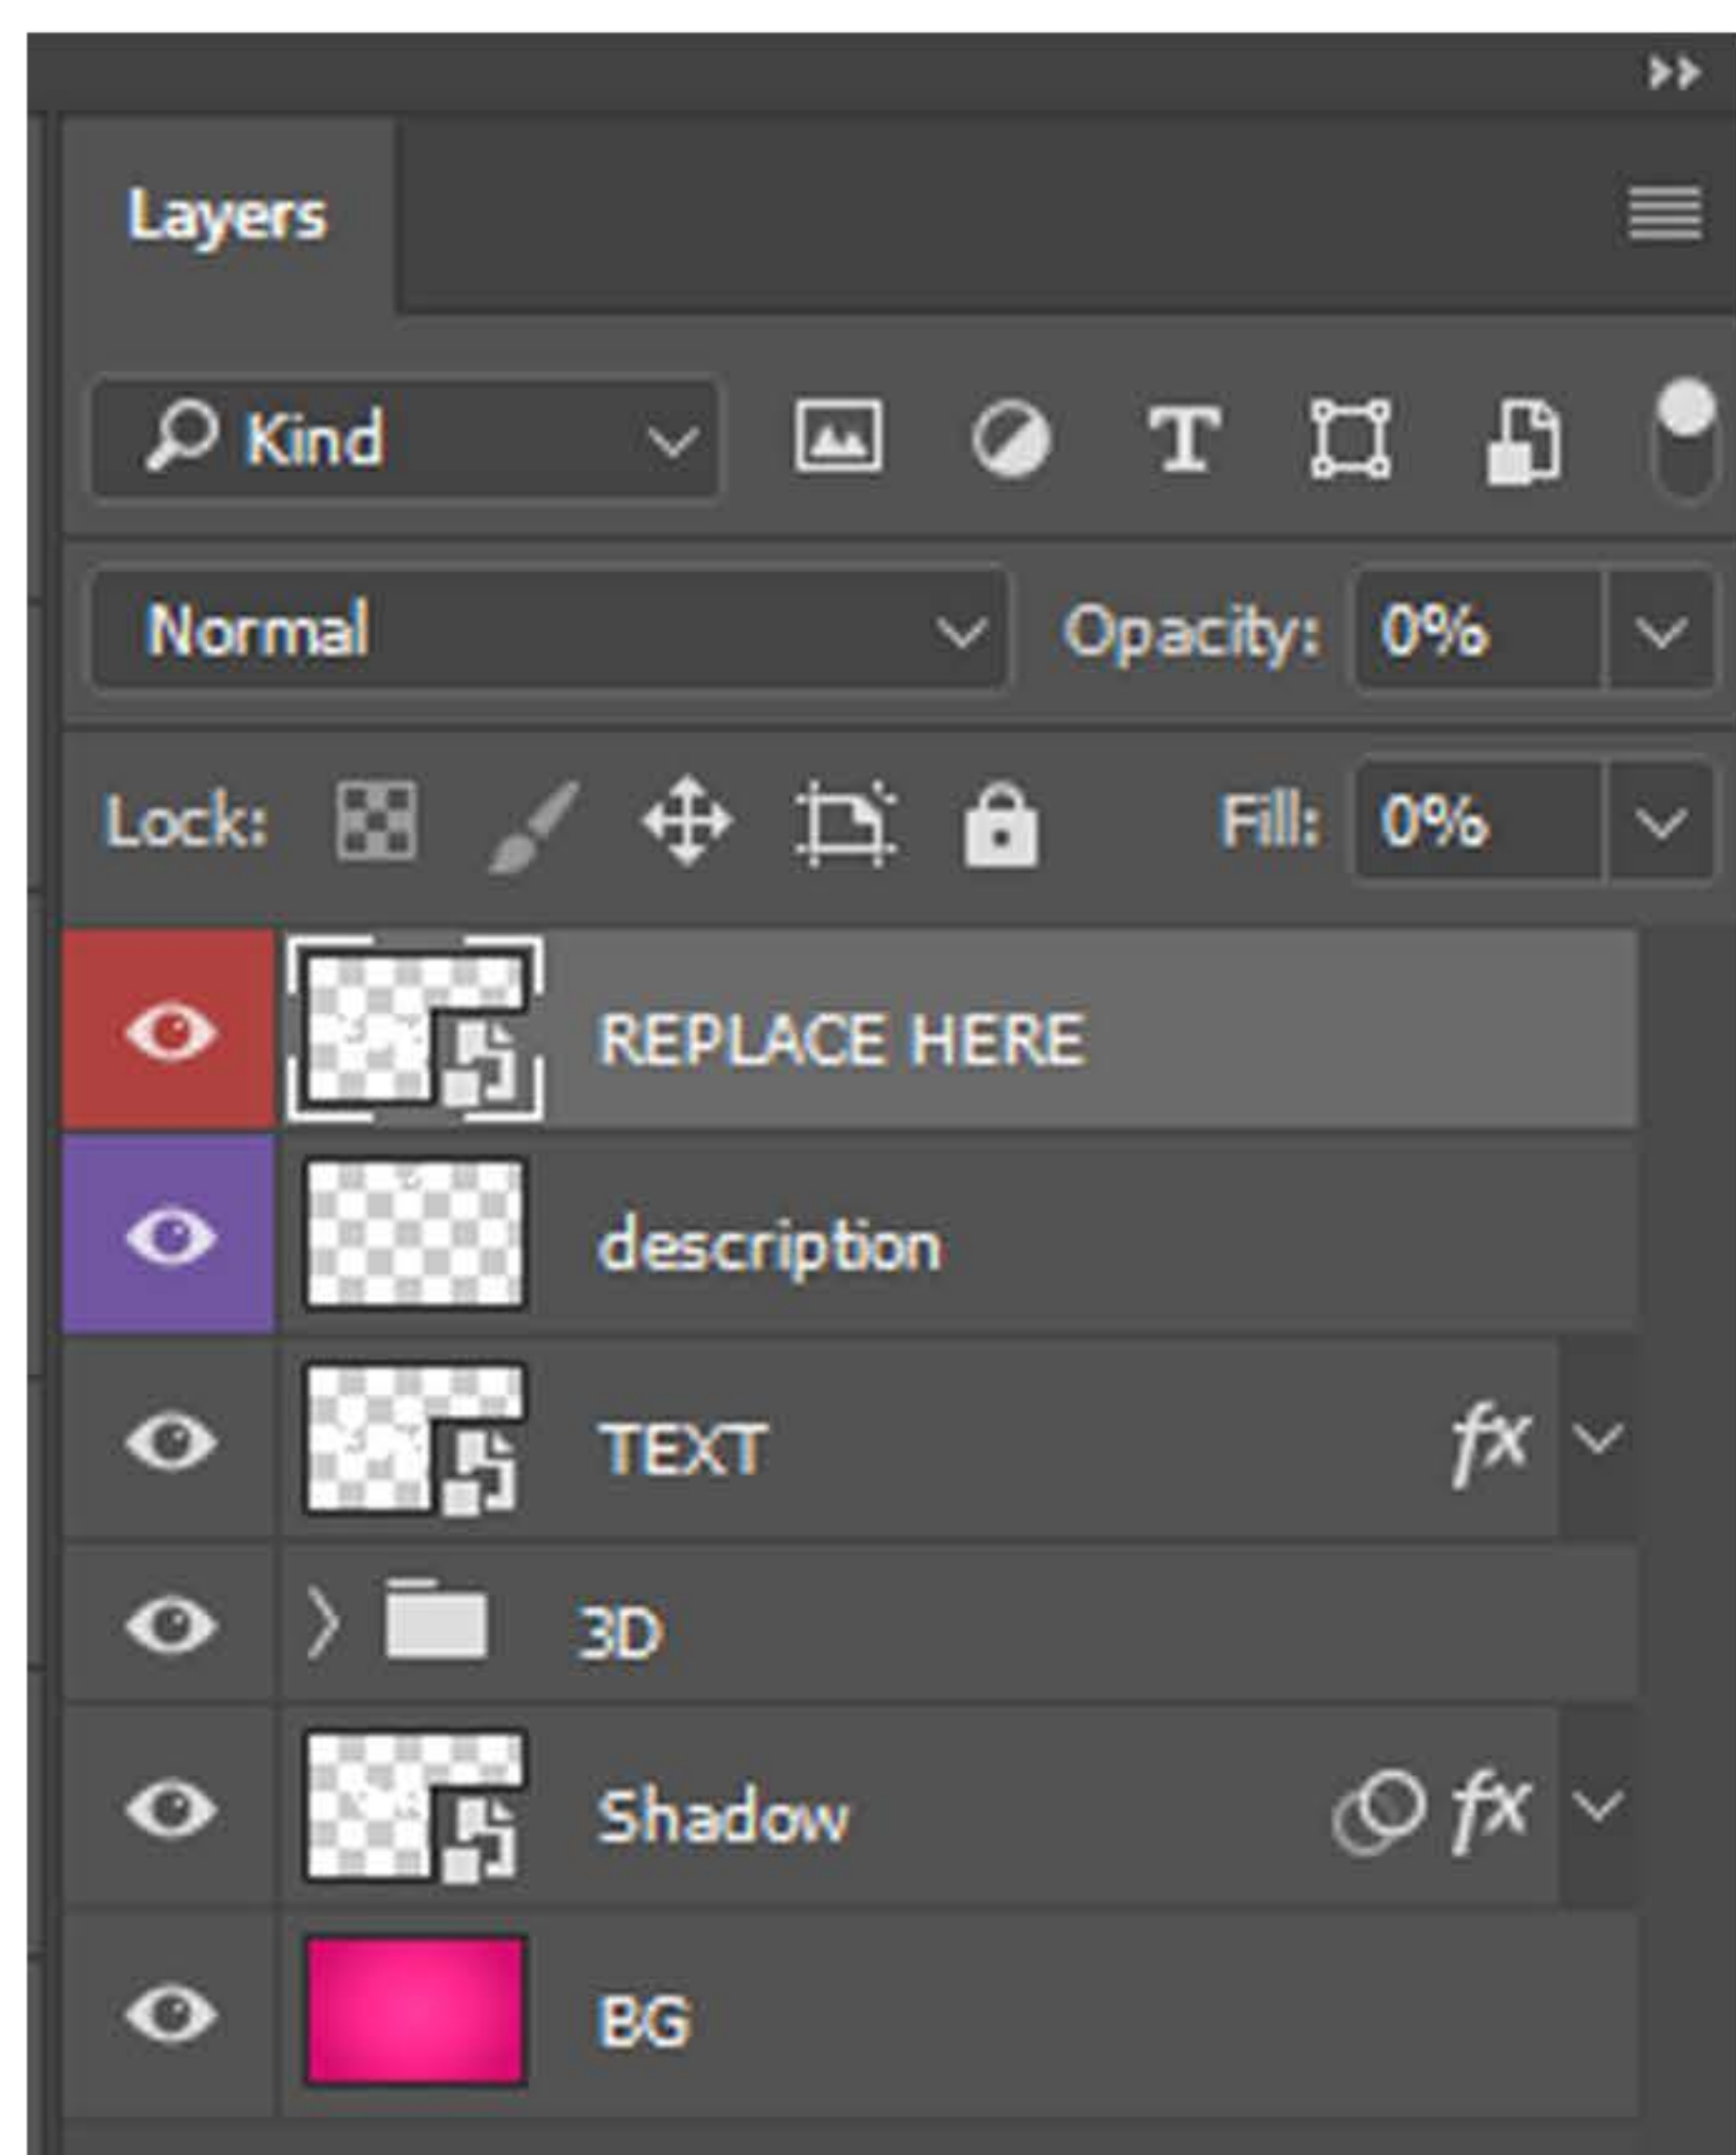 Layers
Kind
Normal Opacity: 0%
Lock: Fill: 0%
REPLACE HERE
description
TEXT fx
3D
Shadow fx
BG